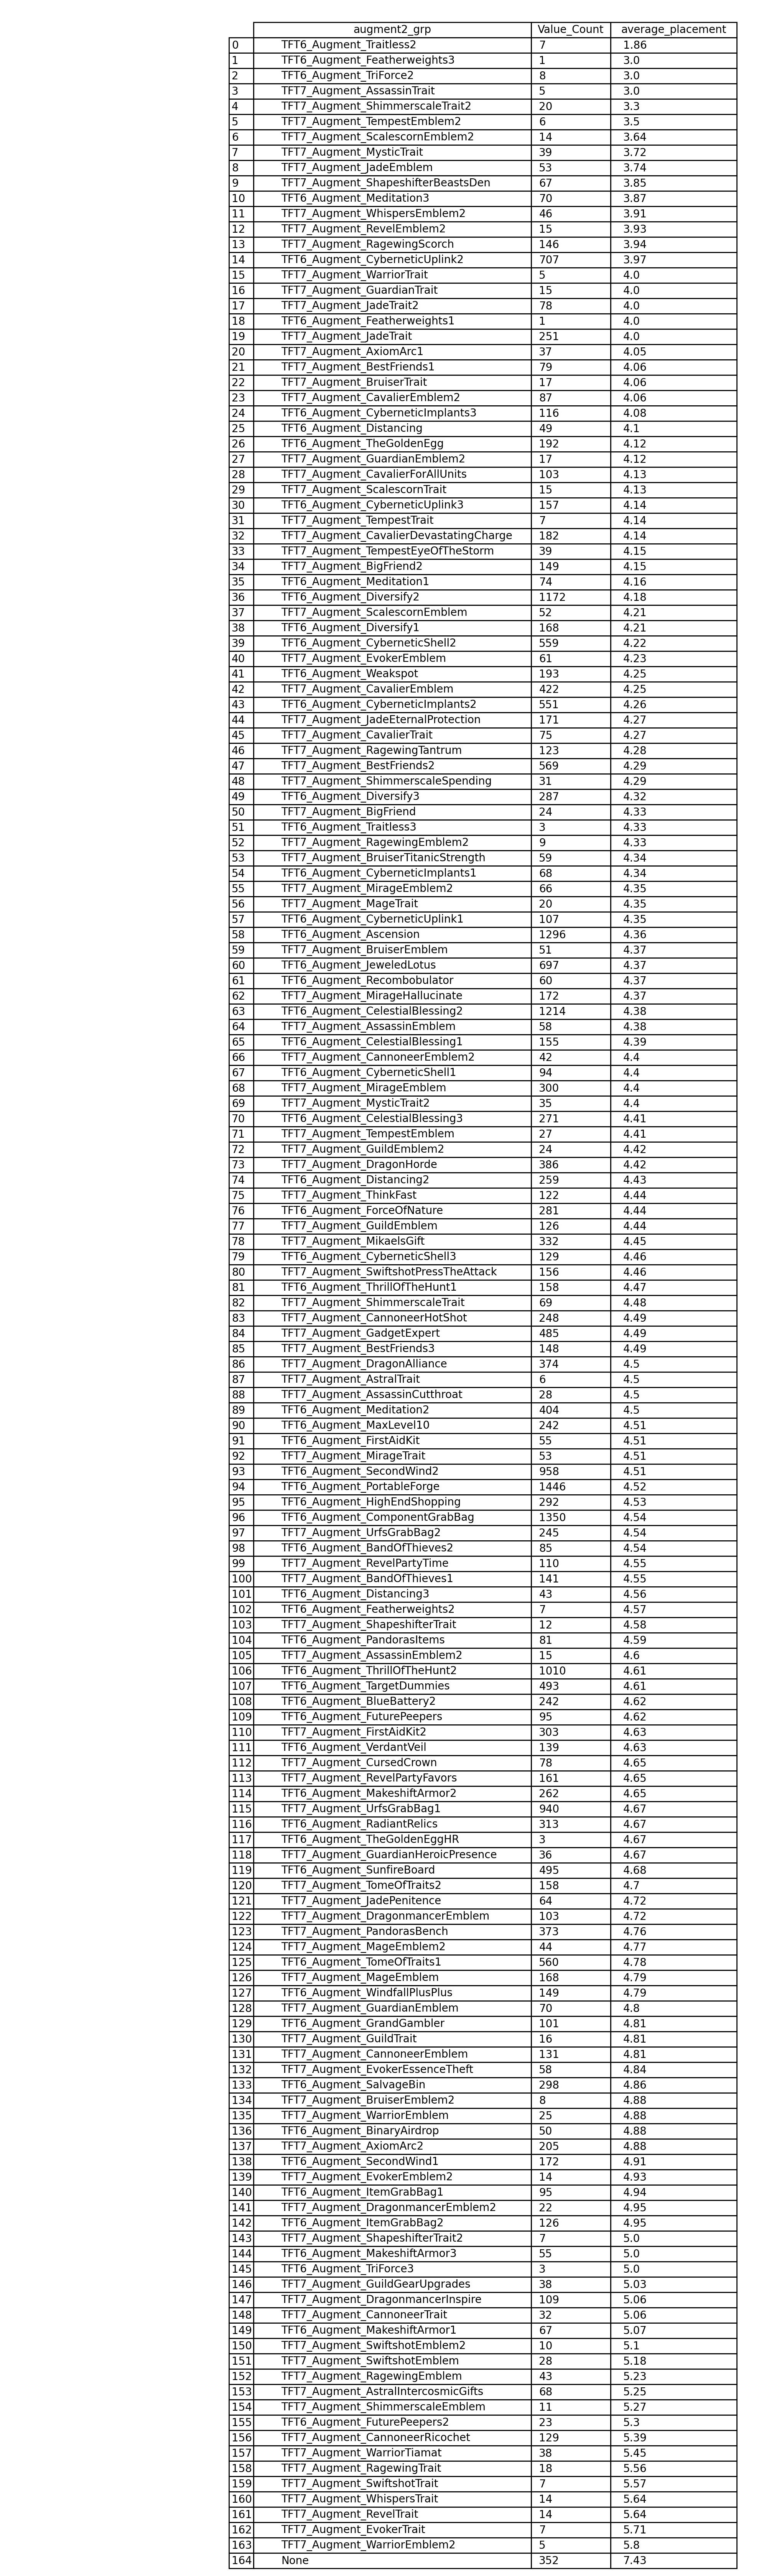 augment2_grp Value_Count average_placement
0 TFT6_Augment_Traitless2 7 1.86
1 TFT6_Augment_Featherweights3 1 3.0
2 TFT6_Augment_TriForce2 8 3.0
3 TFT7_Augment_AssassinTrait 5 3.0
4 TFT7_Augment_ShimmerscaleTrait2 20 3.3
5 TFT7_Augment_TempestEmblem2 6 3.5
6 TFT7_Augment_ScalescornEmblem2 14 3.64
7 TFT7_Augment_MysticTrait 39 3.72
8 TFT7_Augment_JadeEmblem 53 3.74
9 TFT7_Augment_ShapeshifterBeastsDen 67 3.85
10 TFT6_Augment_Meditation3 70 3.87
11 TFT7_Augment_WhispersEmblem2 46 3.91
12 TFT7_Augment_RevelEmblem2 15 3.93
13 TFT7_Augment_RagewingScorch 146 3.94
14 TFT6_Augment_CyberneticUplink2 707 3.97
15 TFT7_Augment_WarriorTrait 5 4.0
16 TFT7_Augment_GuardianTrait 15 4.0
17 TFT7_Augment_JadeTrait2 78 4.0
18 TFT6_Augment_Featherweights1 1 4.0
19 TFT7_Augment_JadeTrait 251 4.0
20 TFT7_Augment_AxiomArc1 37 4.05
21 TFT7_Augment_BestFriends1 79 4.06
22 TFT7_Augment_BruiserTrait 17 4.06
23 TFT7_Augment_CavalierEmblem2 87 4.06
24 TFT6_Augment_CyberneticImplants3 116 4.08
25 TFT6_Augment_Distancing 49 4.1
26 TFT6_Augment_TheGoldenEgg 192 4.12
27 TFT7_Augment_GuardianEmblem2 17 4.12
28 TFT7_Augment_CavalierForAllUnits 103 4.13
29 TFT7_Augment_ScalescornTrait 15 4.13
30 TFT6_Augment_CyberneticUplink3 157 4.14
31 TFT7_Augment_TempestTrait 7 4.14
32 TFT7_Augment_CavalierDevastatingCharge 182 4.14
33 TFT7_Augment_TempestEyeOfTheStorm 39 4.15
34 TFT7_Augment_BigFriend2 149 4.15
35 TFT6_Augment_Meditation1 74 4.16
36 TFT6_Augment_Diversify2 1172 4.18
37 TFT7_Augment_ScalescornEmblem 52 4.21
38 TFT6_Augment_Diversify1 168 4.21
39 TFT6_Augment_CyberneticShell2 559 4.22
40 TFT7_Augment_EvokerEmblem 61 4.23
41 TFT6_Augment_Weakspot 193 4.25
42 TFT7_Augment_CavalierEmblem 422 4.25
43 TFT6_Augment_CyberneticImplants2 551 4.26
44 TFT7_Augment_JadeEternalProtection 171 4.27
45 TFT7_Augment_CavalierTrait 75 4.27
46 TFT7_Augment_RagewingTantrum 123 4.28
47 TFT7_Augment_BestFriends2 569 4.29
48 TFT7_Augment_ShimmerscaleSpending 31 4.29
49 TFT6_Augment_Diversify3 287 4.32
50 TFT7_Augment_BigFriend 24 4.33
51 TFT6_Augment_Traitless3 3 4.33
52 TFT7_Augment_RagewingEmblem2 9 4.33
53 TFT7_Augment_BruiserTitanicStrength 59 4.34
54 TFT6_Augment_CyberneticImplants1 68 4.34
55 TFT7_Augment_MirageEmblem2 66 4.35
56 TFT7_Augment_MageTrait 20 4.35
57 TFT6_Augment_CyberneticUplink1 107 4.35
58 TFT6_Augment_Ascension 1296 4.36
59 TFT7_Augment_BruiserEmblem 51 4.37
60 TFT6_Augment_JeweledLotus 697 4.37
61 TFT6_Augment_Recombobulator 60 4.37
62 TFT7_Augment_MirageHallucinate 172 4.37
63 TFT6_Augment_CelestialBlessing2 1214 4.38
64 TFT7_Augment_AssassinEmblem 58 4.38
65 TFT6_Augment_CelestialBlessing1 155 4.39
66 TFT7_Augment_CannoneerEmblem2 42 4.4
67 TFT6_Augment_CyberneticShell1 94 4.4
68 TFT7_Augment_MirageEmblem 300 4.4
69 TFT7_Augment_MysticTrait2 35 4.4
70 TFT6_Augment_CelestialBlessing3 271 4.41
71 TFT7_Augment_TempestEmblem 27 4.41
72 TFT7_Augment_GuildEmblem2 24 4.42
73 TFT7_Augment_DragonHorde 386 4.42
74 TFT6_Augment_Distancing2 259 4.43
75 TFT7_Augment_ThinkFast 122 4.44
76 TFT6_Augment_ForceOfNature 281 4.44
77 TFT7_Augment_GuildEmblem 126 4.44
78 TFT7_Augment_MikaelsGift 332 4.45
79 TFT6_Augment_CyberneticShell3 129 4.46
80 TFT7_Augment_SwiftshotPressTheAttack 156 4.46
81 TFT6_Augment_ThrillOfTheHunt1 158 4.47
82 TFT7_Augment_ShimmerscaleTrait 69 4.48
83 TFT7_Augment_CannoneerHotShot 248 4.49
84 TFT7_Augment_GadgetExpert 485 4.49
85 TFT7_Augment_BestFriends3 148 4.49
86 TFT7_Augment_DragonAlliance 374 4.5
87 TFT7_Augment_AstralTrait 6 4.5
88 TFT7_Augment_AssassinCutthroat 28 4.5
89 TFT6_Augment_Meditation2 404 4.5
90 TFT6_Augment_MaxLevel10 242 4.51
91 TFT6_Augment_FirstAidKit 55 4.51
92 TFT7_Augment_MirageTrait 53 4.51
93 TFT6_Augment_SecondWind2 958 4.51
94 TFT6_Augment_PortableForge 1446 4.52
95 TFT6_Augment_HighEndShopping 292 4.53
96 TFT6_Augment_ComponentGrabBag 1350 4.54
97 TFT7_Augment_UrfsGrabBag2 245 4.54
98 TFT6_Augment_BandOfThieves2 85 4.54
99 TFT7_Augment_RevelPartyTime 110 4.55
100 TFT7_Augment_BandOfThieves1 141 4.55
101 TFT6_Augment_Distancing3 43 4.56
102 TFT6_Augment_Featherweights2 7 4.57
103 TFT7_Augment_ShapeshifterTrait 12 4.58
104 TFT6_Augment_PandorasItems 81 4.59
105 TFT7_Augment_AssassinEmblem2 15 4.6
106 TFT6_Augment_ThrillOfTheHunt2 1010 4.61
107 TFT6_Augment_TargetDummies 493 4.61
108 TFT6_Augment_BlueBattery2 242 4.62
109 TFT7_Augment_FuturePeepers 95 4.62
110 TFT7_Augment_FirstAidKit2 303 4.63
111 TFT6_Augment_VerdantVeil 139 4.63
112 TFT7_Augment_CursedCrown 78 4.65
113 TFT7_Augment_RevelPartyFavors 161 4.65
114 TFT6_Augment_MakeshiftArmor2 262 4.65
115 TFT7_Augment_UrfsGrabBag1 940 4.67
116 TFT6_Augment_RadiantRelics 313 4.67
117 TFT6_Augment_TheGoldenEggHR 3 4.67
118 TFT7_Augment_GuardianHeroicPresence 36 4.67
119 TFT6_Augment_SunfireBoard 495 4.68
120 TFT7_Augment_TomeOfTraits2 158 4.7
121 TFT7_Augment_JadePenitence 64 4.72
122 TFT7_Augment_DragonmancerEmblem 103 4.72
123 TFT7_Augment_PandorasBench 373 4.76
124 TFT7_Augment_MageEmblem2 44 4.77
125 TFT6_Augment_TomeOfTraits1 560 4.78
126 TFT7_Augment_MageEmblem 168 4.79
127 TFT6_Augment_WindfallPlusPlus 149 4.79
128 TFT7_Augment_GuardianEmblem 70 4.8
129 TFT6_Augment_GrandGambler 101 4.81
130 TFT7_Augment_GuildTrait 16 4.81
131 TFT7_Augment_CannoneerEmblem 131 4.81
132 TFT7_Augment_EvokerEssenceTheft 58 4.84
133 TFT6_Augment_SalvageBin 298 4.86
134 TFT7_Augment_BruiserEmblem2 8 4.88
135 TFT7_Augment_WarriorEmblem 25 4.88
136 TFT6_Augment_BinaryAirdrop 50 4.88
137 TFT7_Augment_AxiomArc2 205 4.88
138 TFT6_Augment_SecondWind1 172 4.91
139 TFT7_Augment_EvokerEmblem2 14 4.93
140 TFT6_Augment_ItemGrabBag1 95 4.94
141 TFT7_Augment_DragonmancerEmblem2 22 4.95
142 TFT6_Augment_ItemGrabBag2 126 4.95
143 TFT7_Augment_ShapeshifterTrait2 7 5.0
144 TFT6_Augment_MakeshiftArmor3 55 5.0
145 TFT6_Augment_TriForce3 3 5.0
146 TFT7_Augment_GuildGearUpgrades 38 5.03
147 TFT7_Augment_DragonmancerInspire 109 5.06
148 TFT7_Augment_CannoneerTrait 32 5.06
149 TFT6_Augment_MakeshiftArmor1 67 5.07
150 TFT7_Augment_SwiftshotEmblem2 10 5.1
151 TFT7_Augment_SwiftshotEmblem 28 5.18
152 TFT7_Augment_RagewingEmblem 43 5.23
153 TFT7_Augment_AstralIntercosmicGifts 68 5.25
154 TFT7_Augment_ShimmerscaleEmblem 11 5.27
155 TFT6_Augment_FuturePeepers2 23 5.3
156 TFT7_Augment_CannoneerRicochet 129 5.39
157 TFT7_Augment_WarriorTiamat 38 5.45
158 TFT7_Augment_RagewingTrait 18 5.56
159 TFT7_Augment_SwiftshotTrait 7 5.57
160 TFT7_Augment_WhispersTrait 14 5.64
161 TFT7_Augment_RevelTrait 14 5.64
162 TFT7_Augment_EvokerTrait 7 5.71
163 TFT7_Augment_WarriorEmblem2 5 5.8
164 None 352 7.43